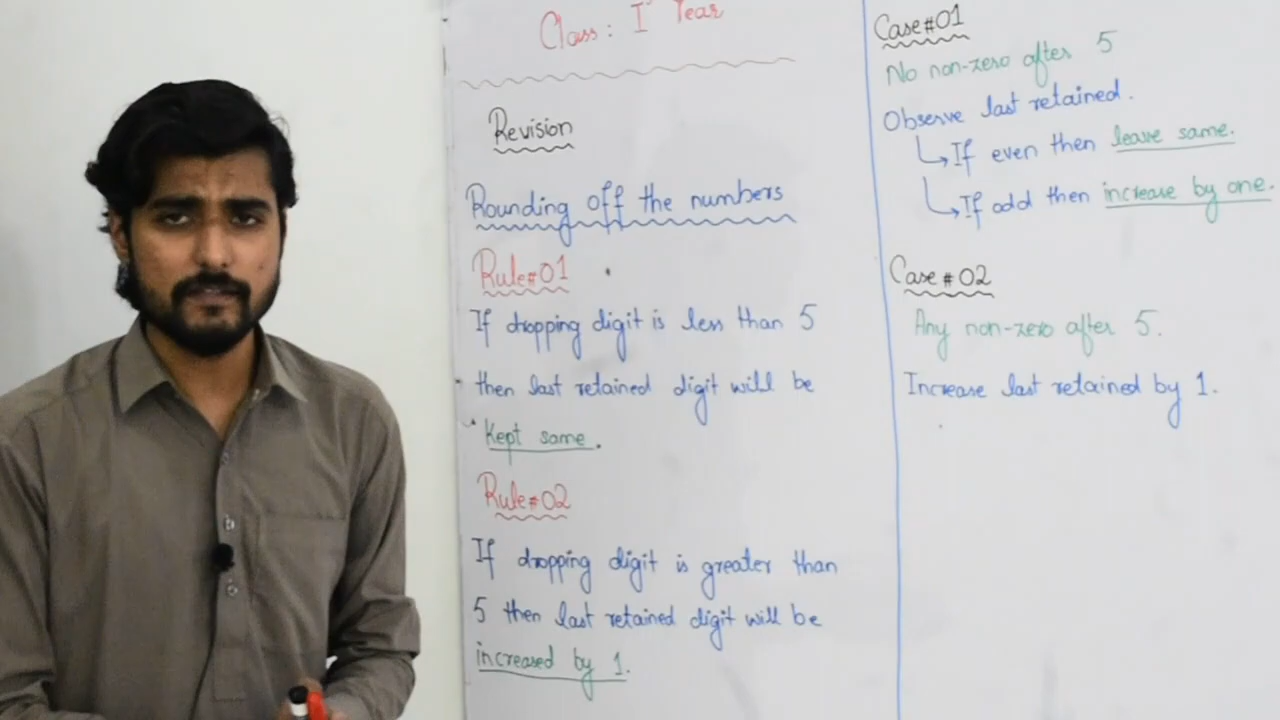 Class: I Year
Revision
Rounding off the numbers
Rule#01
If dropping digit is less than 5
then last retained digit will be
Kept same.
Rule#02
If dropping digit is greater than
5 then last retained digit will be
increased by 1.
Case#01
No non-zero after 5
Observe last retained.
If even then leave same.
If odd then increase by one.
Case #02
Any non-zero after 5.
Increase last retained by 1.